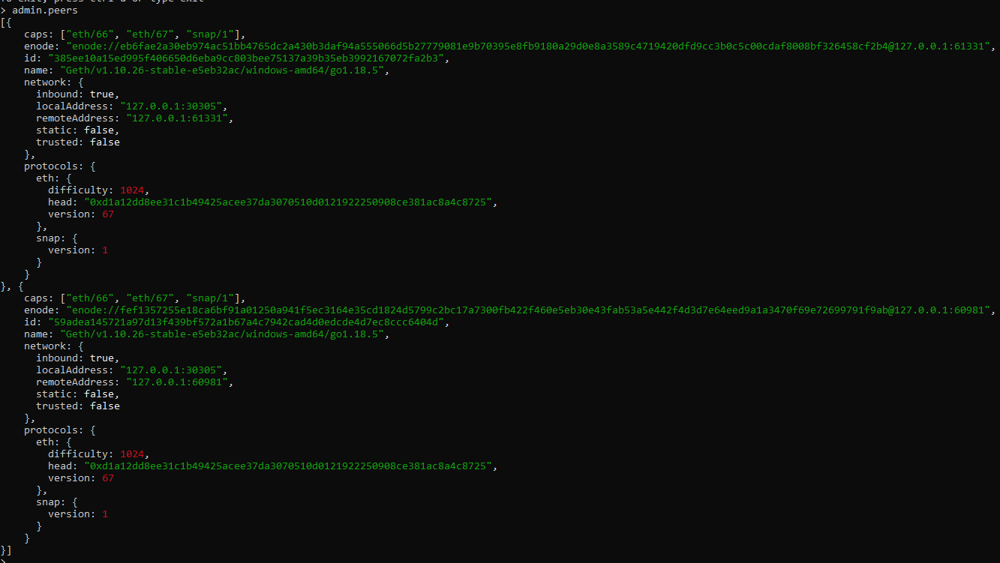 To exit, press ctrl-d or type exit
> admin.peers
[{
    caps: ["eth/66", "eth/67", "snap/1"],
    enode: "enode://eb6fae2a30eb974ac51bb4765dc2a430b3daf94a555066d5b27779081e9b70395e8fb9180a29d0e8a3589c4719420dfd9cc3b0c5c00cdaf8008bf326458cf2b4@127.0.0.1:61331",
    id: "385ee10a15ed995f406650d6eba9cc803bee75137a39b35eb3992167072fa2b3",
    name: "Geth/v1.10.26-stable-e5eb32ac/windows-amd64/go1.18.5",
    network: {
      inbound: true,
      localAddress: "127.0.0.1:30305",
      remoteAddress: "127.0.0.1:61331",
      static: false,
      trusted: false
    },
    protocols: {
      eth: {
        difficulty: 1024,
        head: "0xd1a12dd8ee31c1b49425acee37da3070510d0121922250908ce381ac8a4c8725",
        version: 67
      },
      snap: {
        version: 1
      }
    }
}, {
    caps: ["eth/66", "eth/67", "snap/1"],
    enode: "enode://fef1357255e18ca6bf91a01250a941f5ec3164e35cd1824d5799c2bc17a7300fb422f460e5eb30e43fab53a5e442f4d3d7e64eed9a1a3470f69e72699791f9ab@127.0.0.1:60981",
    id: "59adea145721a97d13f439bf572a1b67a4c7942cad4d0edcde4d7ec8ccc6404d",
    name: "Geth/v1.10.26-stable-e5eb32ac/windows-amd64/go1.18.5",
    network: {
      inbound: true,
      localAddress: "127.0.0.1:30305",
      remoteAddress: "127.0.0.1:60981",
      static: false,
      trusted: false
    },
    protocols: {
      eth: {
        difficulty: 1024,
        head: "0xd1a12dd8ee31c1b49425acee37da3070510d0121922250908ce381ac8a4c8725",
        version: 67
      },
      snap: {
        version: 1
      }
    }
}]
>